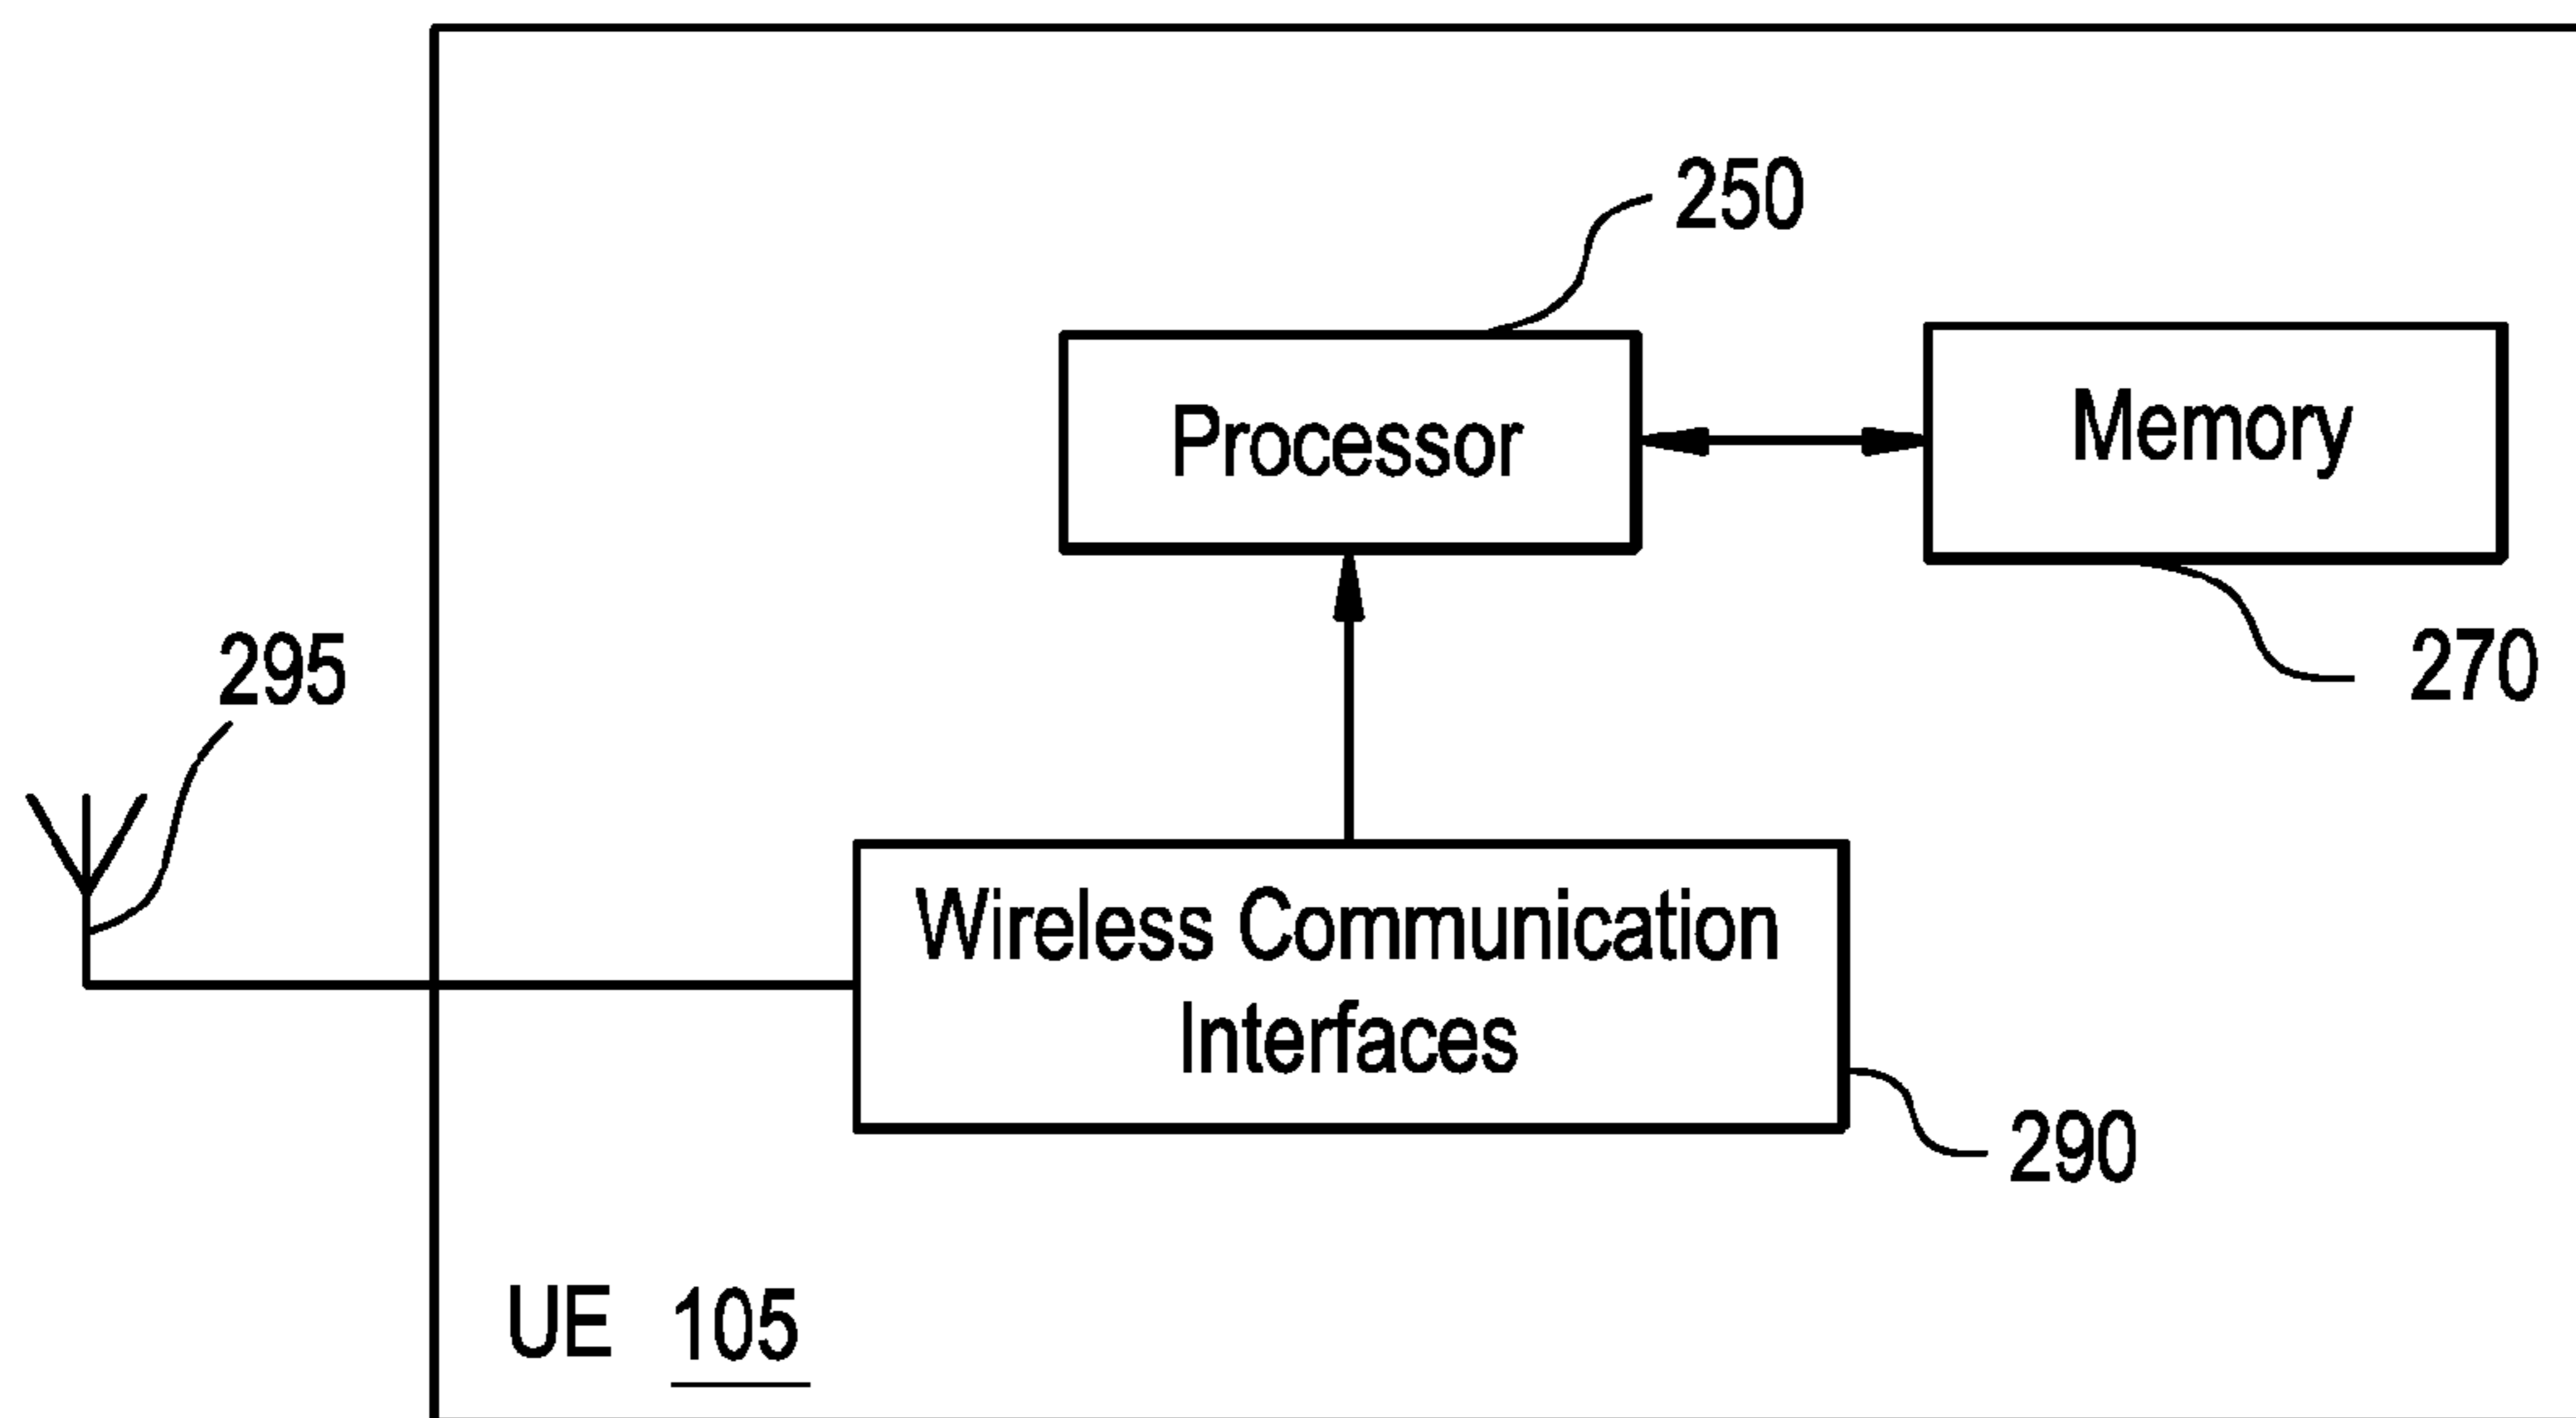 250
Processor
Memory
295
270
Wireless Communication
Interfaces
290
UE 105